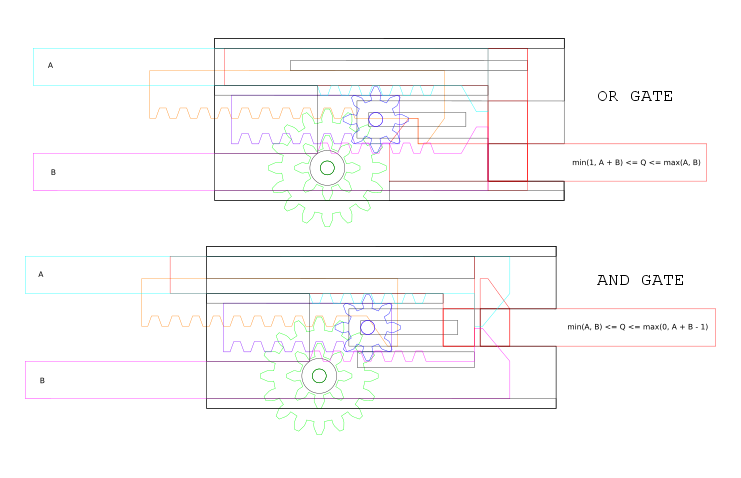 A
OR GATE
B
min(1, A + B) <= Q <= max(A, B)
A
AND GATE
min(A, B) <= Q <= max(0, A + B - 1)
B